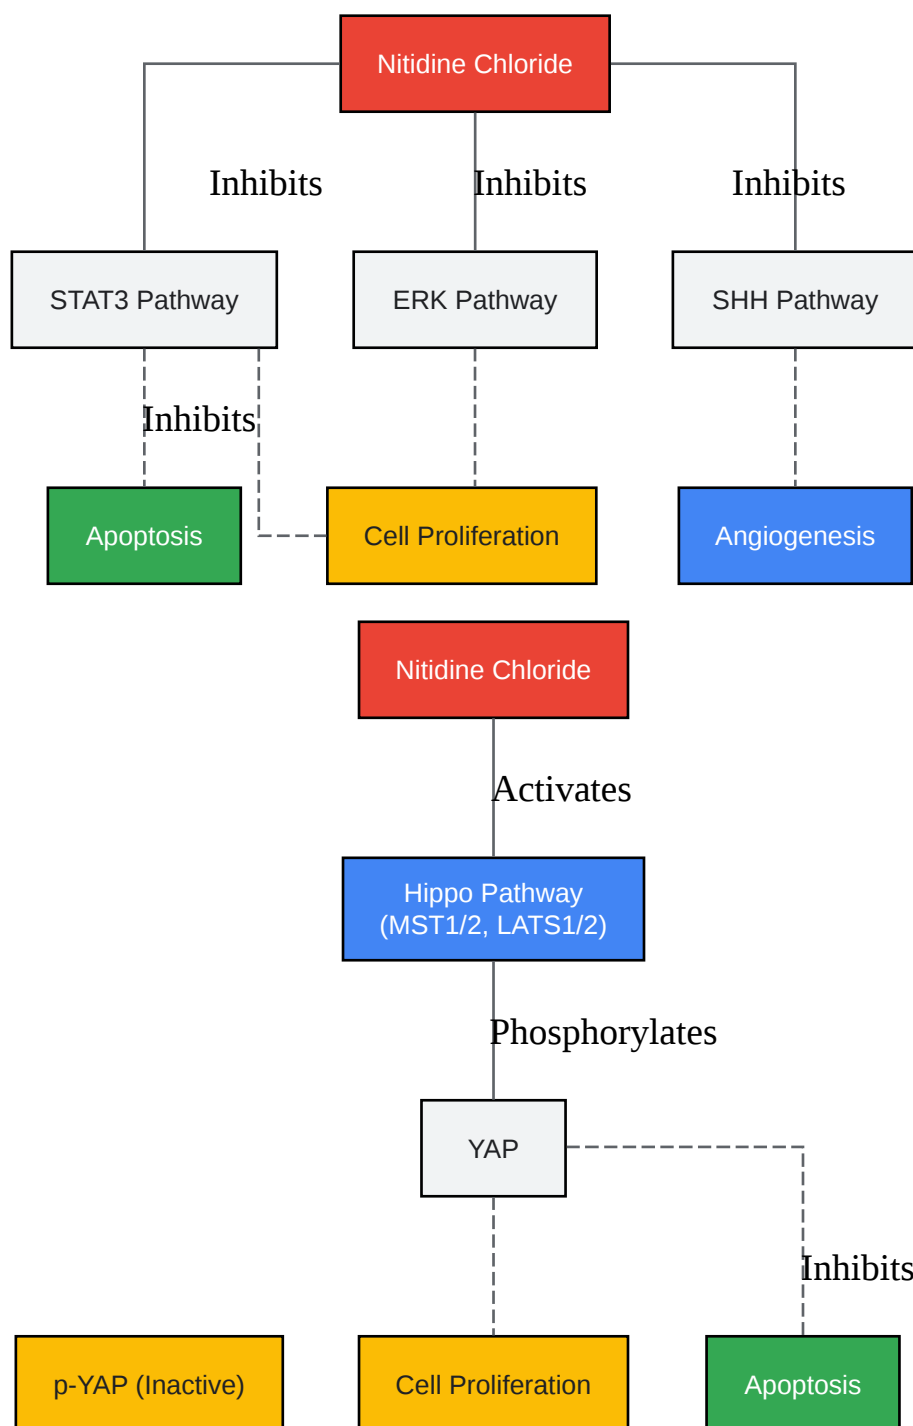 Nitidine Chloride
Inhibits
Inhibits
Inhibits
STAT3 Pathway
ERK Pathway
SHH Pathway
Inhibits
Apoptosis
Cell Proliferation
Angiogenesis
Nitidine Chloride
Activates
Hippo Pathway
(MST1/2, LATS1/2)
Phosphorylates
YAP
Inhibits
p-YAP (Inactive)
Cell Proliferation
Apoptosis